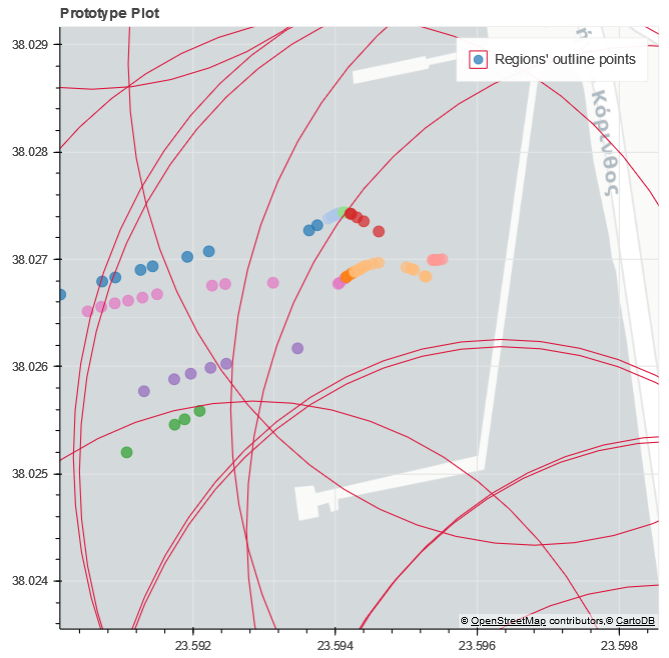 Prototype Plot
Regions' outline points
Κόρινθος
38.029
38.028
38.027
38.026
38.025
38.024
© OpenStreetMap contributors,© CartoDB
23.592
23.594
23.596
23.598